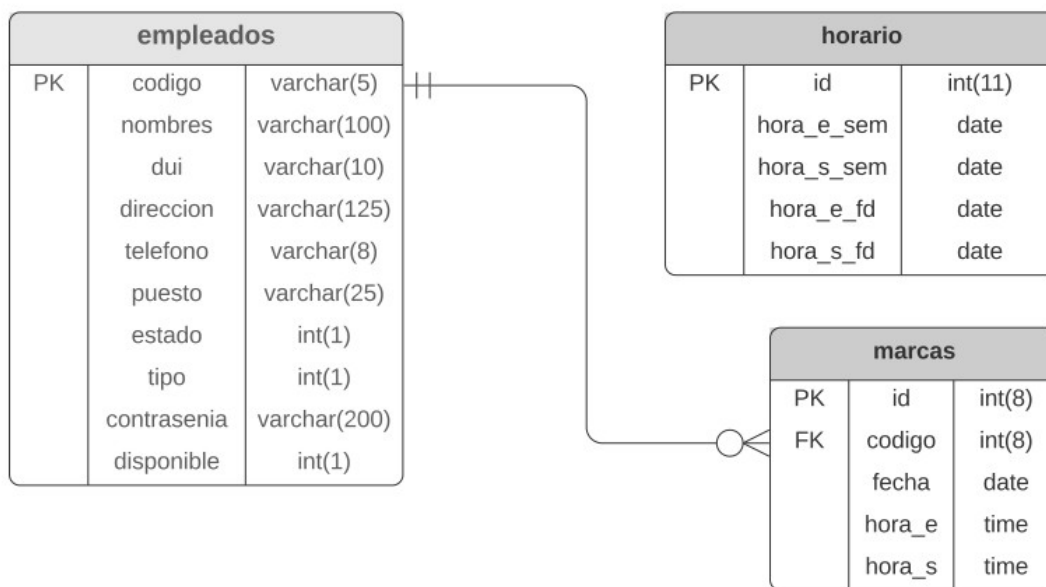 empleados
PK codigo varchar(5)
nombres varchar(100)
dui varchar(10)
direccion varchar(125)
telefono varchar(8)
puesto varchar(25)
estado int(1)
tipo int(1)
contrasenia varchar(200)
disponible int(1)
horario
PK id int(11)
hora_e_sem date
hora_s_sem date
hora_e_fd date
hora_s_fd date
marcas
PK id int(8)
FK codigo int(8)
fecha date
hora_e time
hora_s time